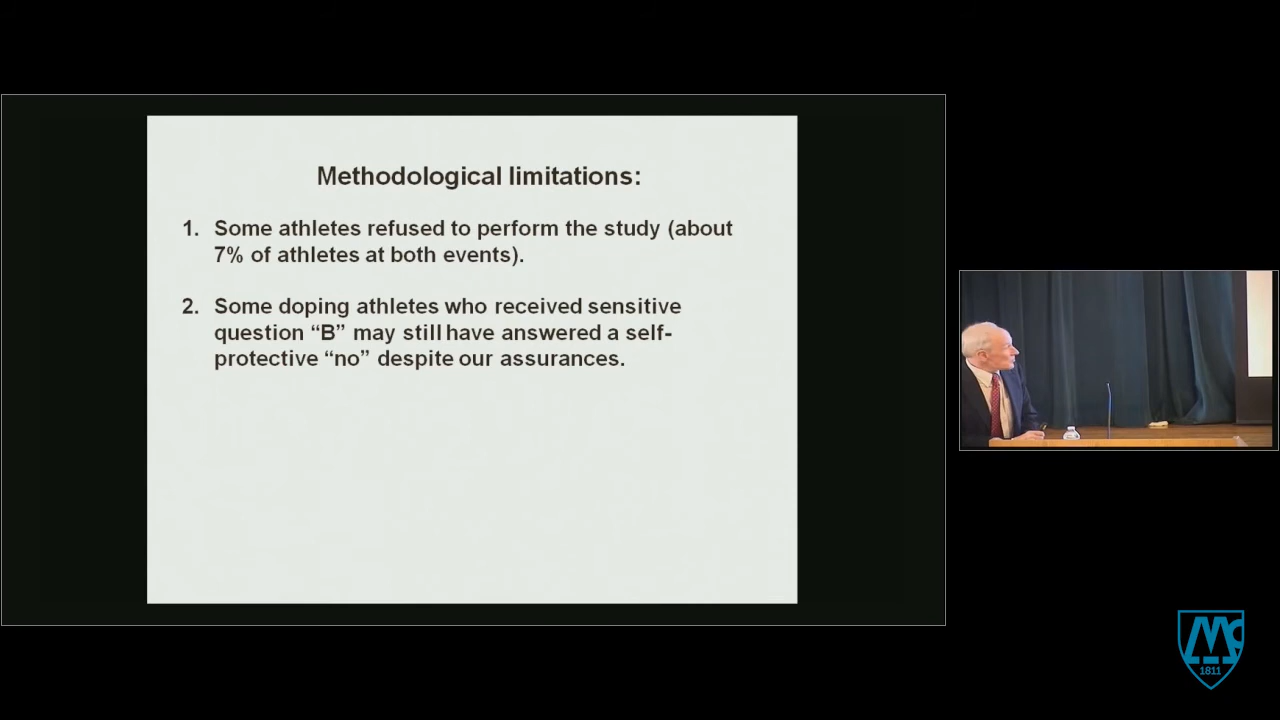 Methodological limitations:
1. Some athletes refused to perform the study (about
7% of athletes at both events).
2. Some doping athletes who received sensitive
question “B” may still have answered a self-
protective “no” despite our assurances.
Mc
1811